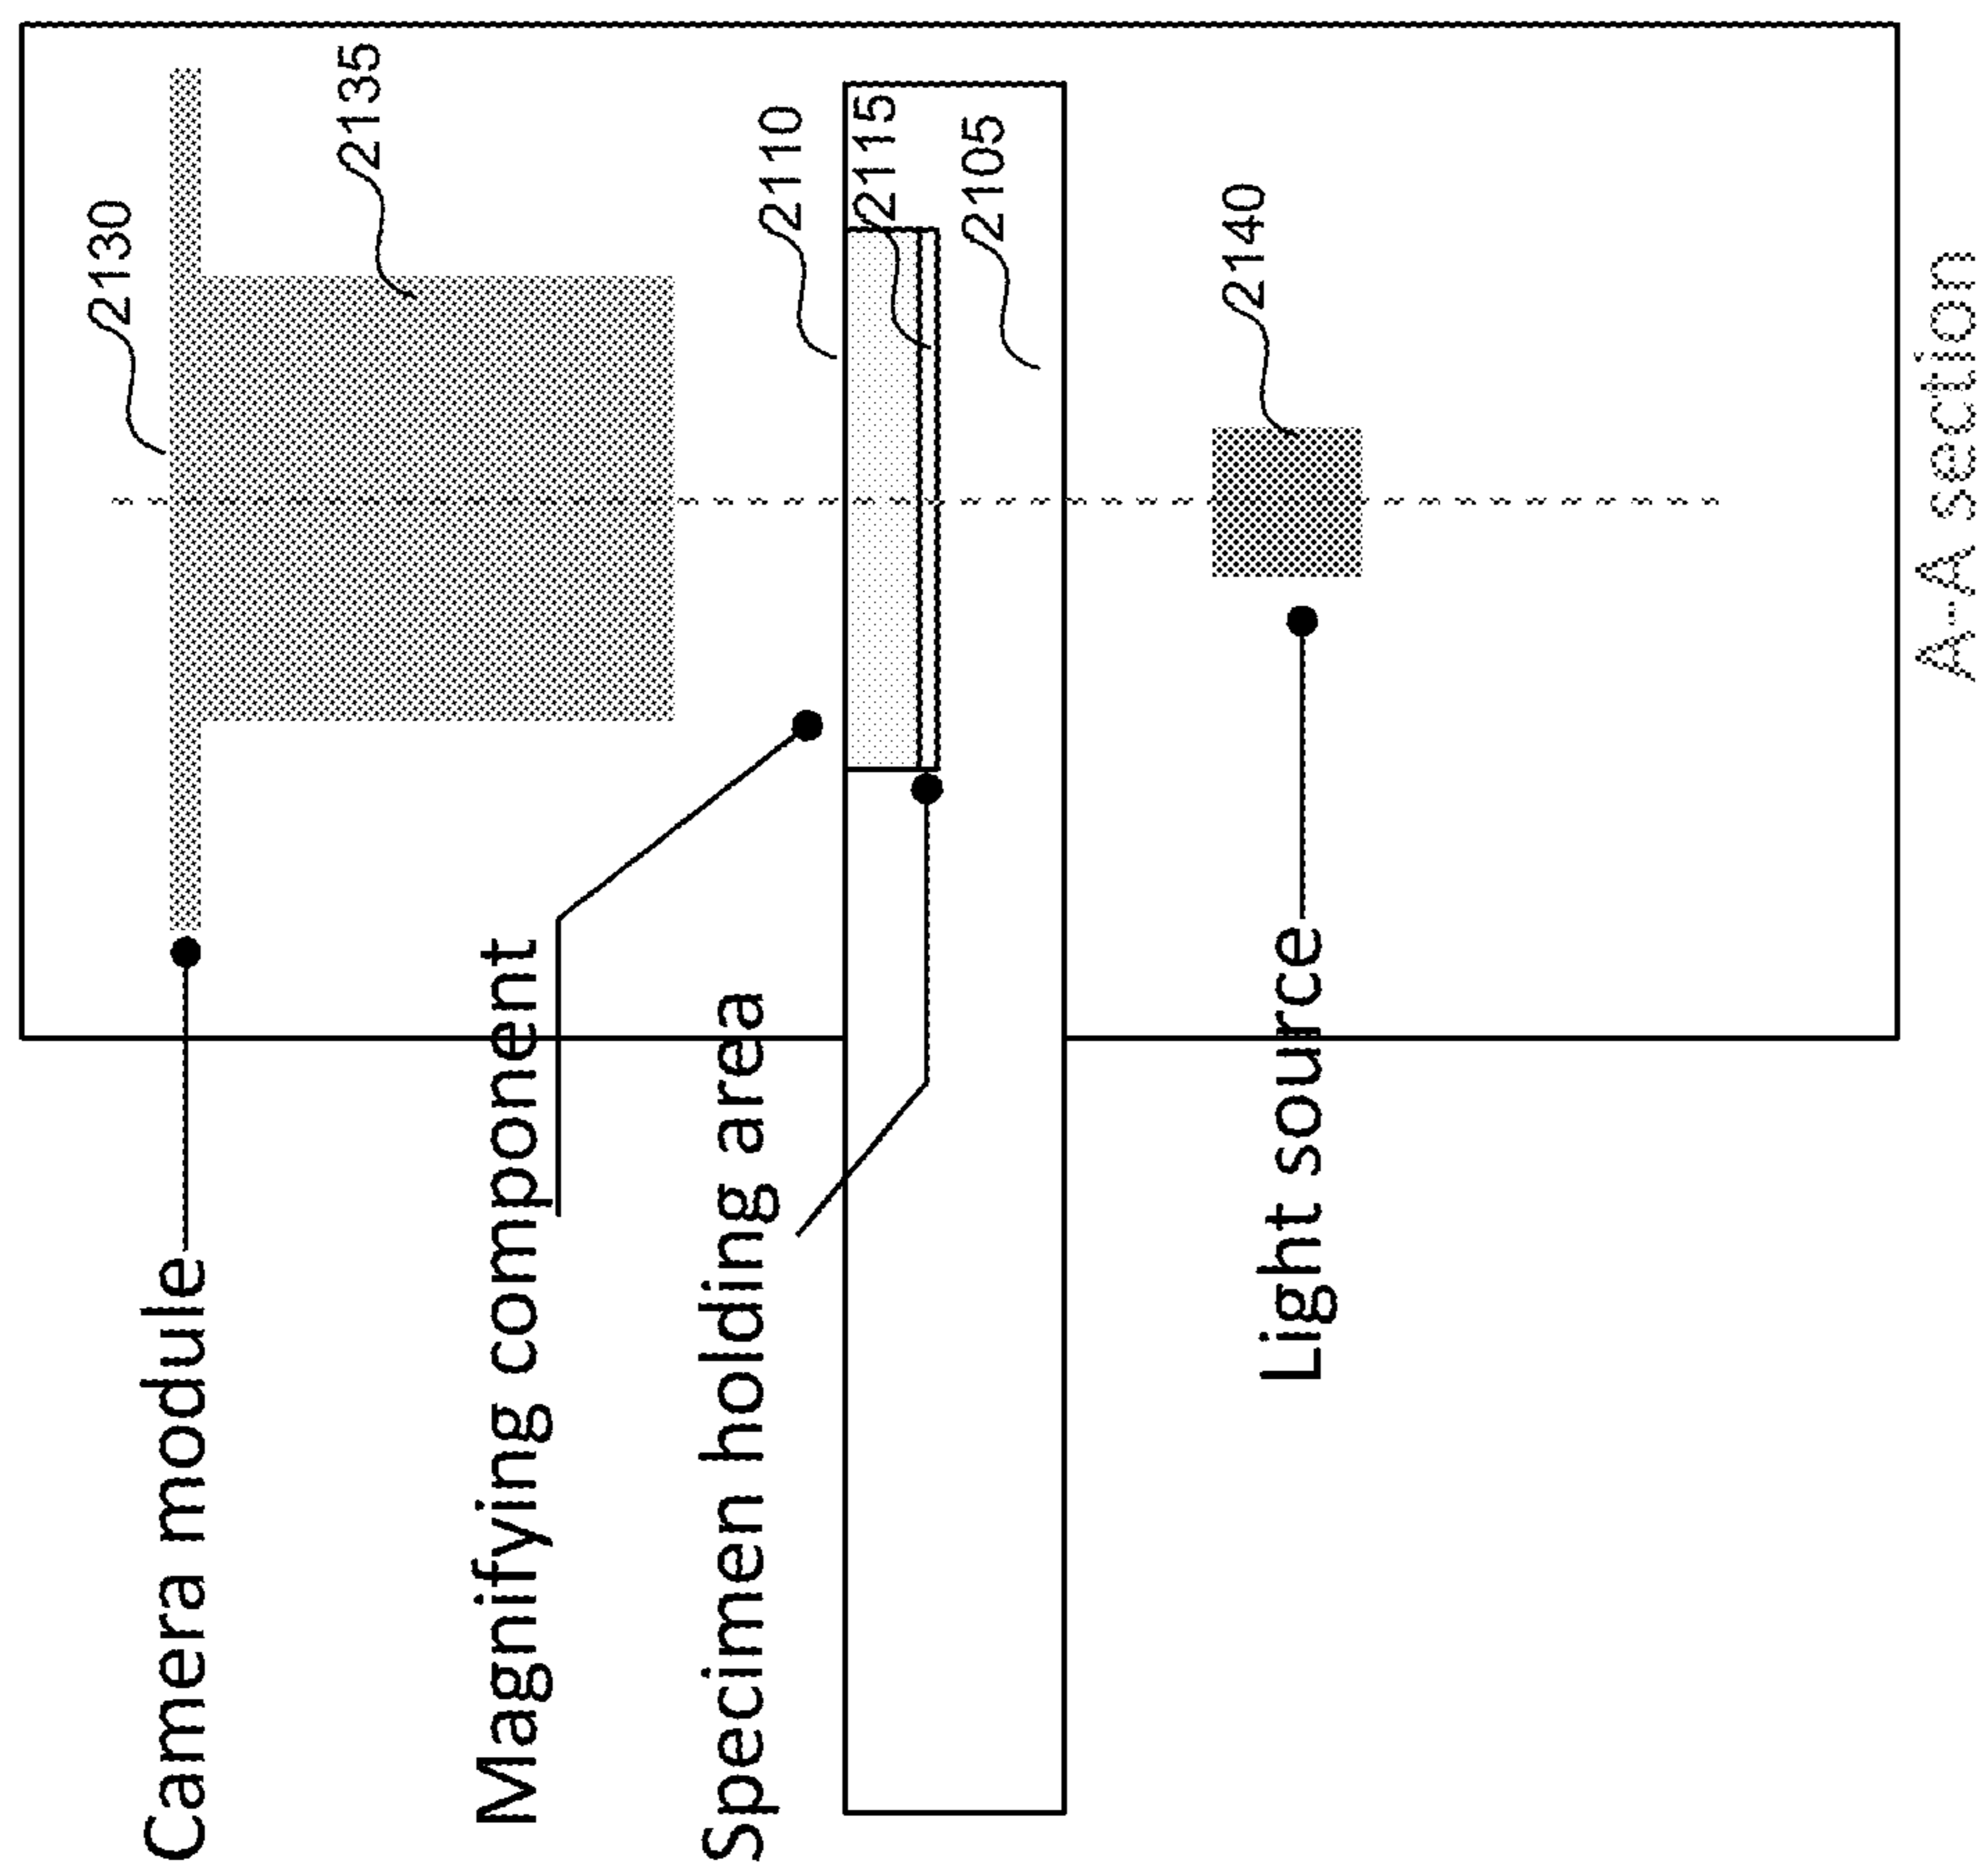 2130
2135
2110
2115
2105
2140
Camera module
Magnifying component
Specimen holding area
Light source
A-A section